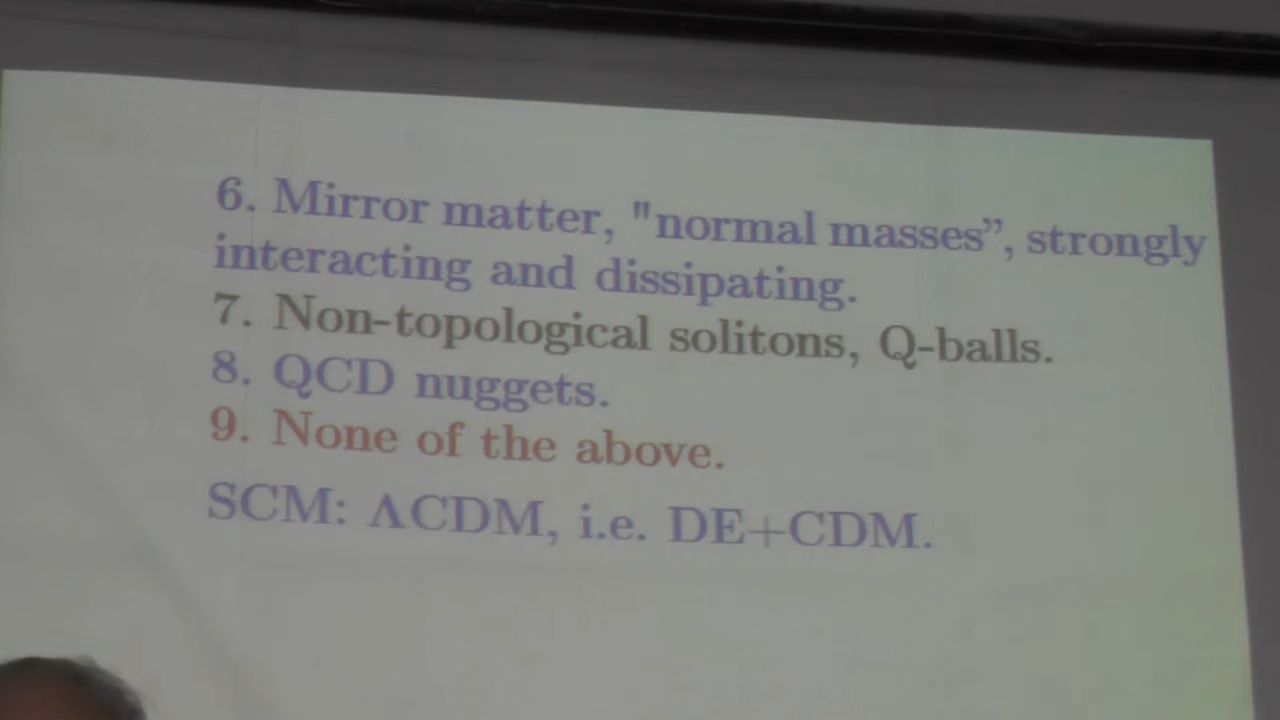 6. Mirror matter, "normal masses”, strongly
interacting and dissipating.
7. Non-topological solitons, Q-balls.
8. QCD nuggets.
9. None of the above.
SCM: ΛCDM, i.e. DE+CDM.